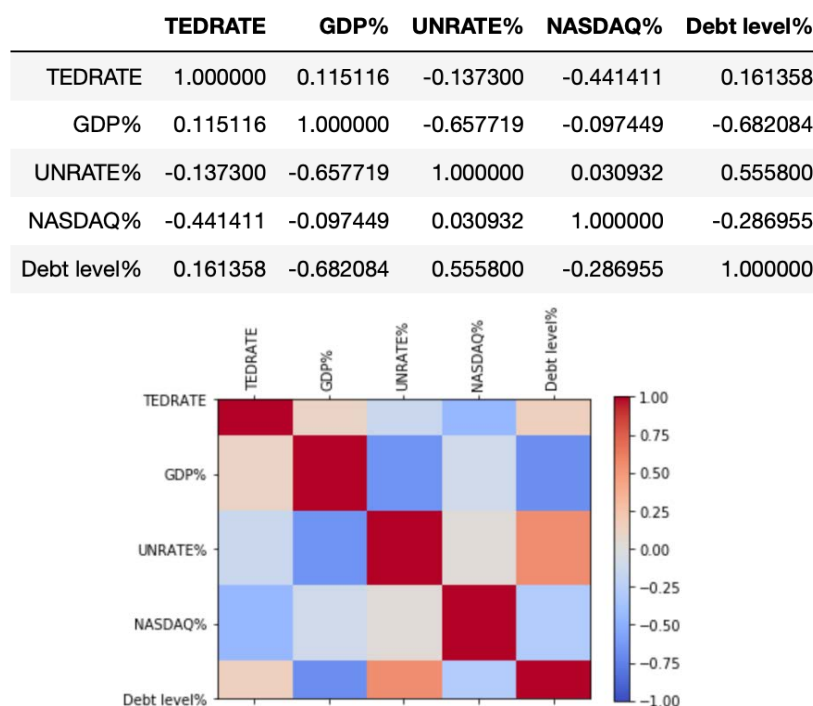 TEDRATE GDP% UNRATE% NASDAQ% Debt level%
TEDRATE 1.000000 0.115116 -0.137300 -0.441411 0.161358
GDP% 0.115116 1.000000 -0.657719 -0.097449 -0.682084
UNRATE% -0.137300 -0.657719 1.000000 0.030932 0.555800
NASDAQ% -0.441411 -0.097449 0.030932 1.000000 -0.286955
Debt level% 0.161358 -0.682084 0.555800 -0.286955 1.000000
TEDRATE GDP% UNRATE% NASDAQ% Debt level%
TEDRATE
GDP%
UNRATE%
NASDAQ%
Debt level%
1.00
0.75
0.50
0.25
0.00
−0.25
−0.50
−0.75
−1.00